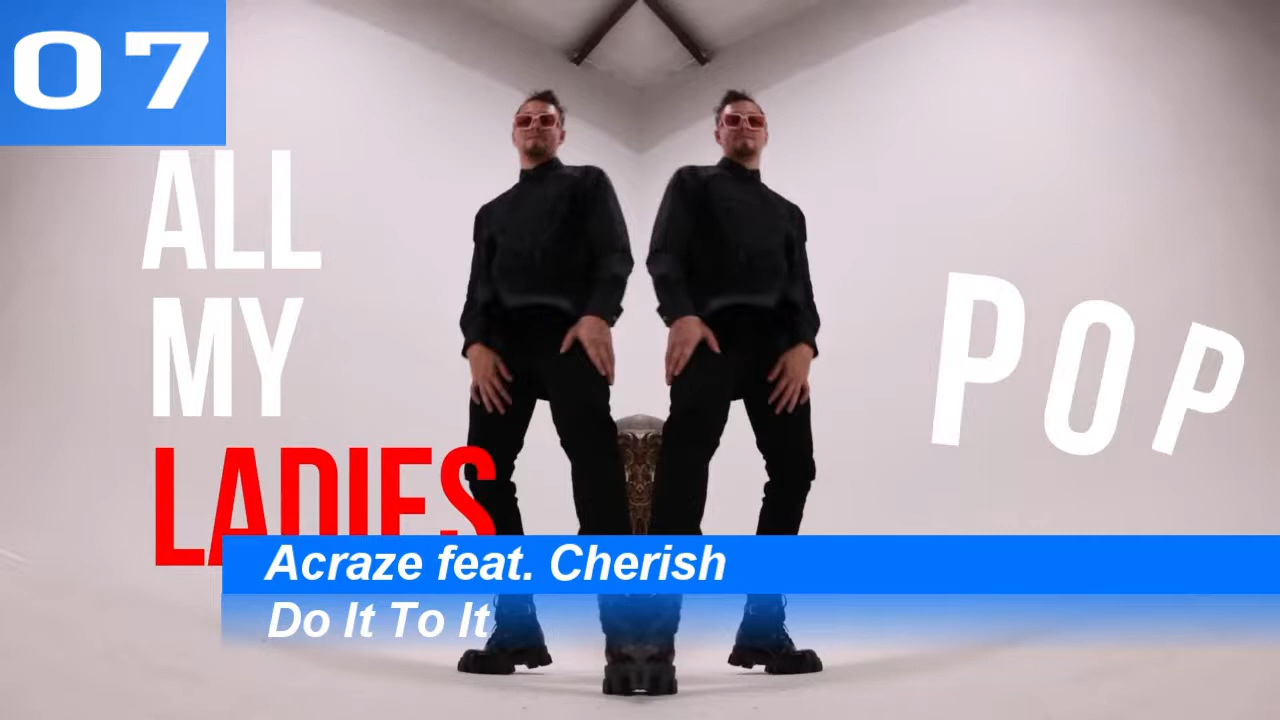 07
ALL
MY
LADIES
POP
Acraze feat. Cherish
Do It To It